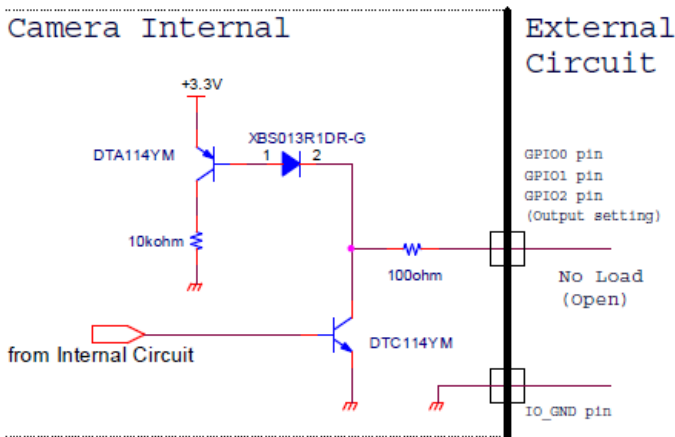 Camera Internal
External
Circuit
+3.3V
XBS013R1DR-G
DTA114YM
1
2
GPIO0 pin
GPIO1 pin
GPIO2 pin
(Output setting)
10kohm
100ohm
No Load
(Open)
DTC114YM
from Internal Circuit
IO_GND pin